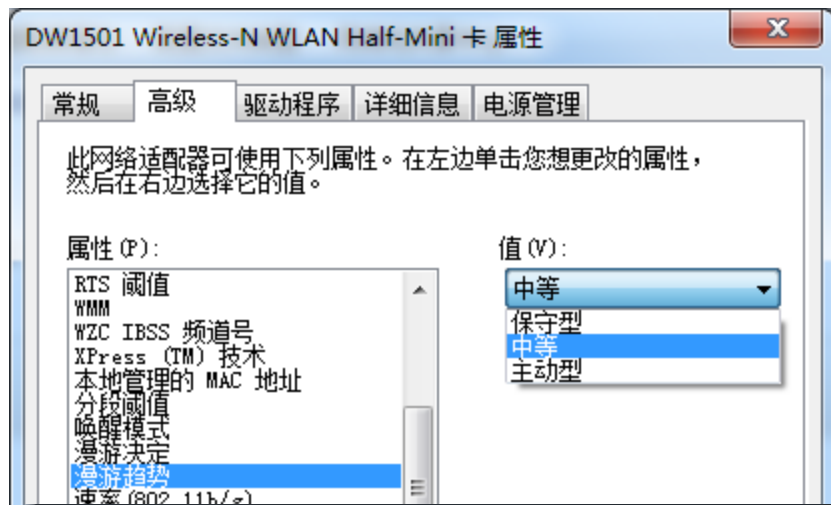 DW1501 Wireless-N WLAN Half-Mini 卡 属性
常规 高级 驱动程序 详细信息 电源管理
此网络适配器可使用下列属性。在左边单击您想更改的属性，
然后在右边选择它的值。
属性(P): 值(V):
RTS 阈值
WMM
WZC IBSS 频道号
XPress (TM) 技术
本地管理的 MAC 地址
分段阈值
唤醒模式
漫游决定
漫游趋势
速率(802.11b/g)
中等
保守型
中等
主动型